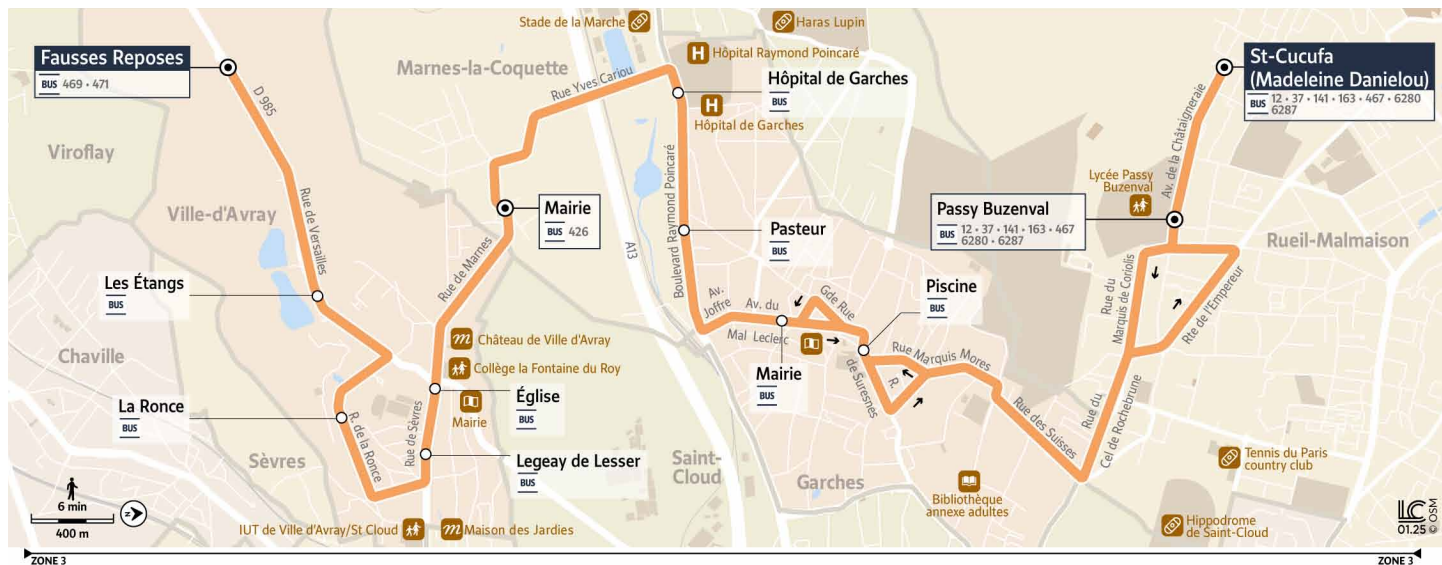 Stade de la Marche
Haras Lupin
Fausses Reposes
BUS 469 • 471
D 985
Marnes-la-Coquette
Rue Yves Cariou
H Hôpital Raymond Poincaré
Hôpital de Garches
BUS
H
Hôpital de Garches
St-Cucufa
(Madeleine Danielou)
BUS 12 • 37 • 141 • 163 • 467 • 6280
6287
Viroflay
Ville-d'Avray
Rue de Versailles
Mairie
BUS 426
Rue de Marnes
A13
Boulevard Raymond Poincaré
Pasteur
BUS
Lycée Passy
Buzenval
Av. de la Châtaigneraie
Passy Buzenval
BUS 12 • 37 • 141 • 163 • 467
6280 • 6287
Rueil-Malmaison
Les Étangs
BUS
Av.
Joffre
Av. du
Mal Leclerc
Gde Rue
Piscine
BUS
Rue du
Marquis de Coriolis
Rte de l'Empereur
Chaville
m Château de Ville d'Avray
Collège la Fontaine du Roy
Mairie
BUS
R.
de Suresnes
Rue Marquis Mores
La Ronce
BUS
R. de la Ronce
Rue de Sèvres
Église
BUS
Mairie
Rue des Suisses
Rue du
Cel de Rochebrune
Sèvres
Legeay de Lesser
BUS
Saint-
Cloud
Garches
Bibliothèque
annexe adultes
Tennis du Paris
country club
6 min
400 m
N
IUT de Ville d'Avray/St Cloud
m Maison des Jardies
Hippodrome
de Saint-Cloud
LC
01.25 © OSM
ZONE 3
ZONE 3